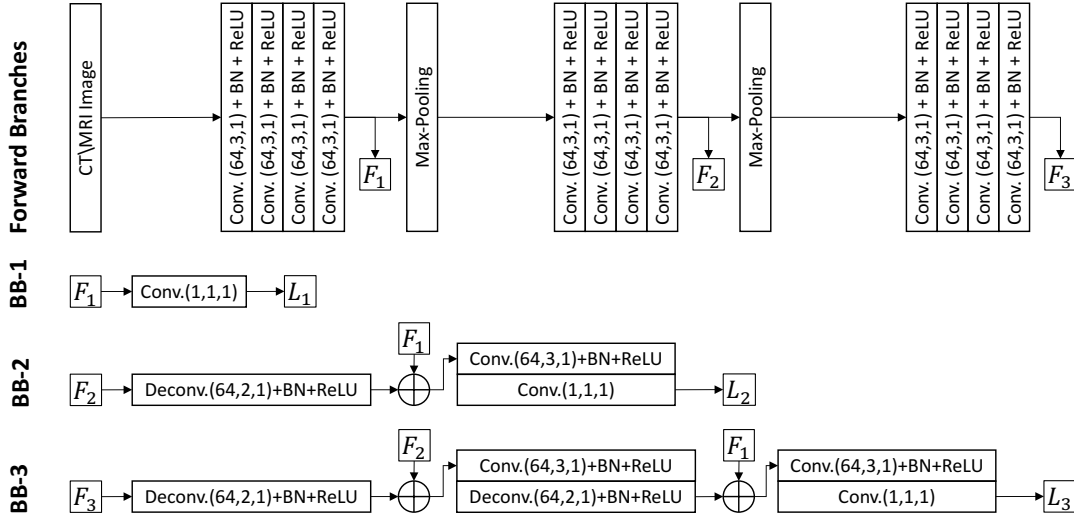 Forward Branches
CT\MRI Image
Conv. (64,3,1) + BN + ReLU
Conv. (64,3,1) + BN + ReLU
Conv. (64,3,1) + BN + ReLU
Conv. (64,3,1) + BN + ReLU
F₁
Max-Pooling
Conv. (64,3,1) + BN + ReLU
Conv. (64,3,1) + BN + ReLU
Conv. (64,3,1) + BN + ReLU
Conv. (64,3,1) + BN + ReLU
F₂
Max-Pooling
Conv. (64,3,1) + BN + ReLU
Conv. (64,3,1) + BN + ReLU
Conv. (64,3,1) + BN + ReLU
Conv. (64,3,1) + BN + ReLU
F₃
BB-1
F₁
Conv.(1,1,1)
L₁
BB-2
F₂
Deconv.(64,2,1)+BN+ReLU
F₁
Conv.(64,3,1)+BN+ReLU
Conv.(1,1,1)
L₂
BB-3
F₃
Deconv.(64,2,1)+BN+ReLU
F₂
Conv.(64,3,1)+BN+ReLU
Deconv.(64,2,1)+BN+ReLU
F₁
Conv.(64,3,1)+BN+ReLU
Conv.(1,1,1)
L₃